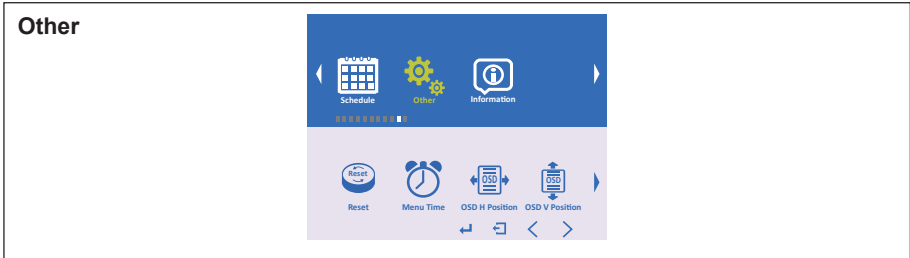 Other
Schedule Other Information
Reset OSD OSD
Reset Menu Time OSD H Position OSD V Position